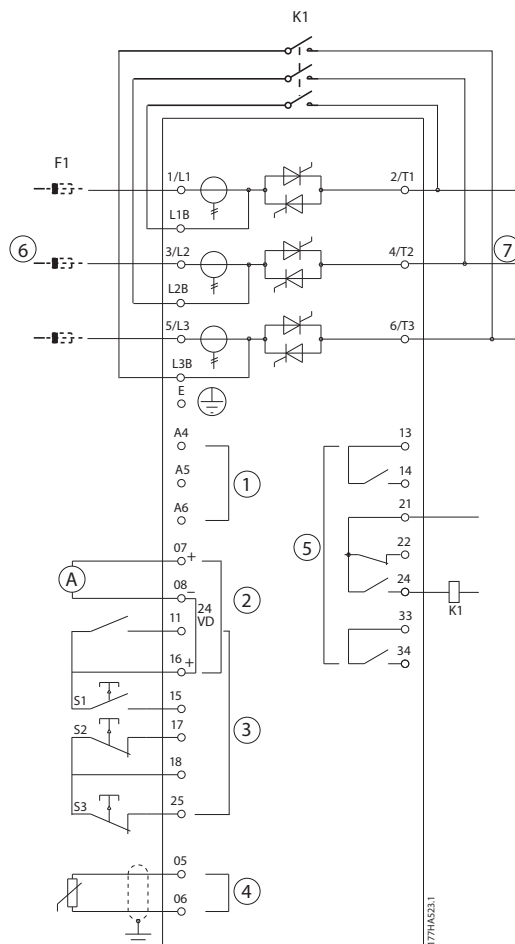 K1
F1
1/L1
2/T1
L1B
6
3/L2
4/T2
7
L2B
5/L3
6/T3
L3B
E
A4
13
A5
1
14
A6
21
5
07 +
22
A
08 –
2
24
24
VD
K1
11
33
16 +
34
S1
15
S2
17
3
18
S3
25
05
4
06
177HA523.1